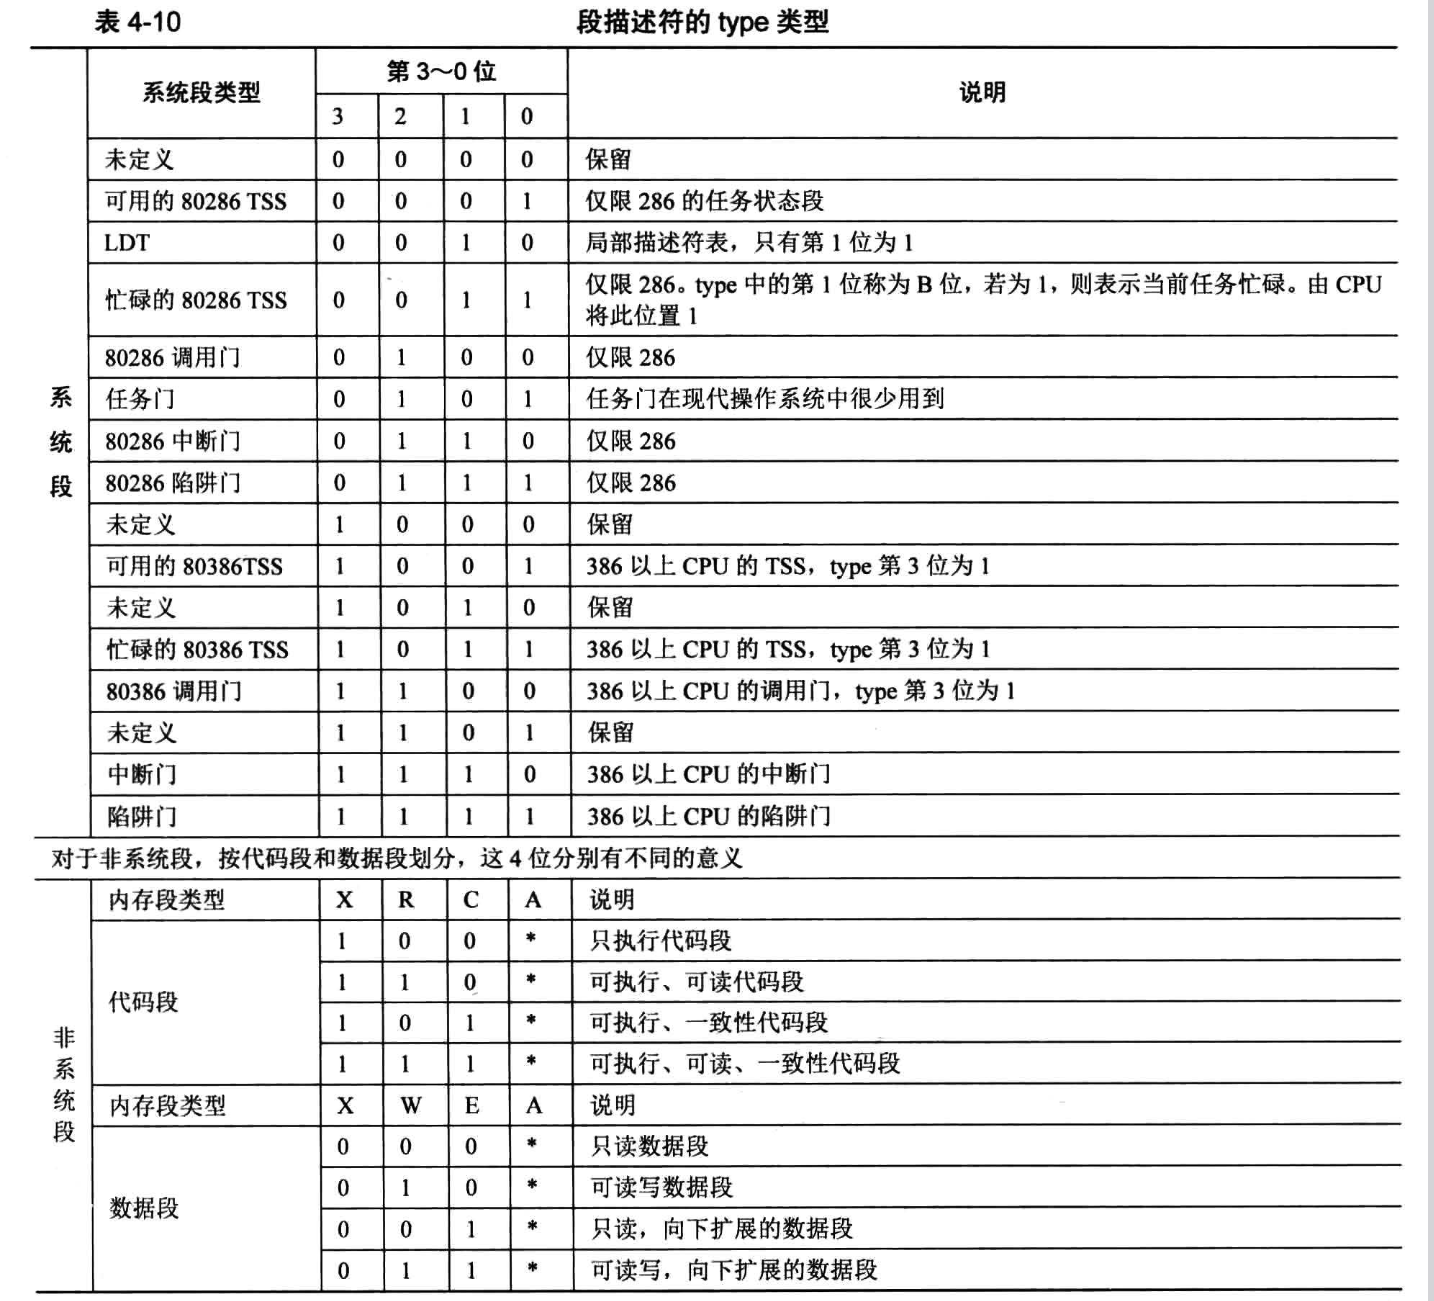 表 4-10 段描述符的 type 类型
系统段类型 第 3～0 位 说明
3 2 1 0
未定义 0 0 0 0 保留
可用的 80286 TSS 0 0 0 1 仅限 286 的任务状态段
LDT 0 0 1 0 局部描述符表，只有第 1 位为 1
忙碌的 80286 TSS 0 0 1 1 仅限 286。type 中的第 1 位称为 B 位，若为 1，则表示当前任务忙碌。由 CPU
将此位置 1
80286 调用门 0 1 0 0 仅限 286
系 任务门 0 1 0 1 任务门在现代操作系统中很少用到
统 80286 中断门 0 1 1 0 仅限 286
段 80286 陷阱门 0 1 1 1 仅限 286
未定义 1 0 0 0 保留
可用的 80386TSS 1 0 0 1 386 以上 CPU 的 TSS，type 第 3 位为 1
未定义 1 0 1 0 保留
忙碌的 80386 TSS 1 0 1 1 386 以上 CPU 的 TSS，type 第 3 位为 1
80386 调用门 1 1 0 0 386 以上 CPU 的调用门，type 第 3 位为 1
未定义 1 1 0 1 保留
中断门 1 1 1 0 386 以上 CPU 的中断门
陷阱门 1 1 1 1 386 以上 CPU 的陷阱门
对于非系统段，按代码段和数据段划分，这 4 位分别有不同的意义
内存段类型 X R C A 说明
1 0 0 * 只执行代码段
代码段 1 1 0 * 可执行、可读代码段
非 1 0 1 * 可执行、一致性代码段
系 1 1 1 * 可执行、可读、一致性代码段
统 内存段类型 X W E A 说明
段 0 0 0 * 只读数据段
数据段 0 1 0 * 可读写数据段
0 0 1 * 只读，向下扩展的数据段
0 1 1 * 可读写，向下扩展的数据段